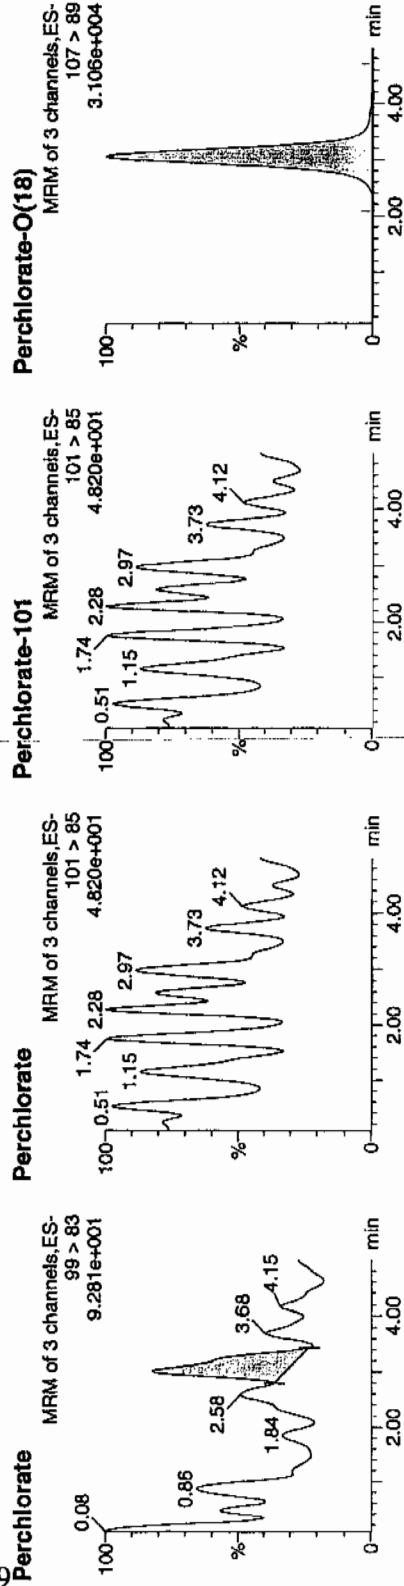 Perchlorate
MRM of 3 channels,ES-
99 > 83
9.281e+001
100
%
0
0.08
0.86
1.84
2.58
3.68
4.15
2.00
4.00
min
Perchlorate
MRM of 3 channels,ES-
101 > 85
4.820e+001
100
%
0
0.51
1.15
1.74
2.28
2.97
3.73
4.12
2.00
4.00
min
Perchlorate-101
MRM of 3 channels,ES-
101 > 85
4.820e+001
100
%
0
0.51
1.15
1.74
2.28
2.97
3.73
4.12
2.00
4.00
min
Perchlorate-O(18)
MRM of 3 channels,ES-
107 > 89
3.106e+004
100
%
0
2.00
4.00
min